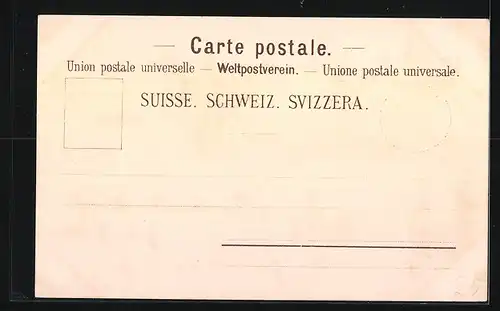 — Carte postale. —
Union postale universelle — Weltpostverein. — Unione postale universale.
SUISSE. SCHWEIZ. SVIZZERA.